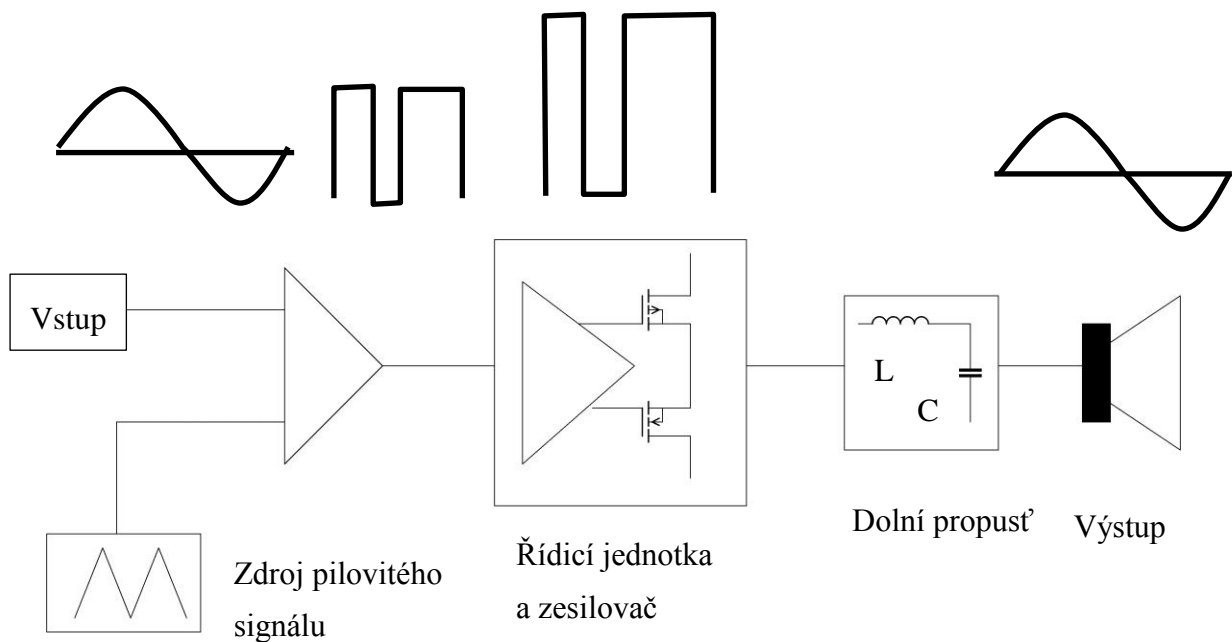 Vstup
L
C
Dolní propusť
Výstup
Řídicí jednotka
a zesilovač
Zdroj pilovitého
signálu